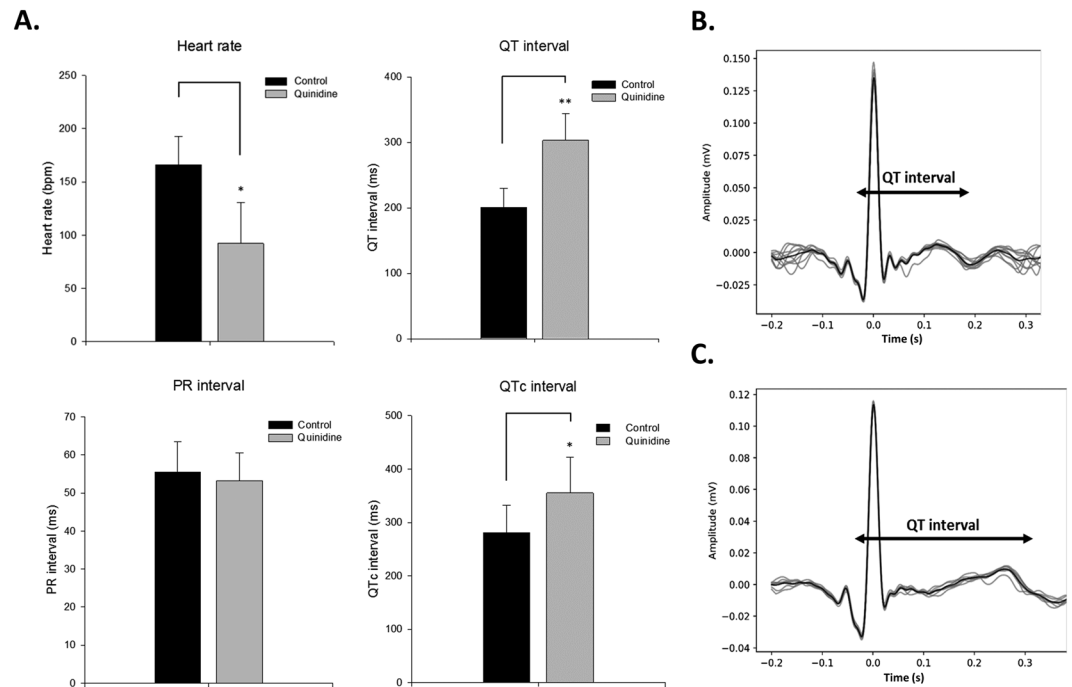 A.
Heart rate
Heart rate (bpm)
250
200
150
100
50
0
Control
Quinidine
*
QT interval
QT interval (ms)
400
300
200
100
0
Control
Quinidine
**
PR interval
PR interval (ms)
70
60
50
40
30
20
10
0
Control
Quinidine
QTc interval
QTc interval (ms)
500
400
300
200
100
0
Control
Quinidine
*
B.
Amplitude (mV)
0.150
0.125
0.100
0.075
0.050
0.025
0.000
−0.025
QT interval
−0.2 −0.1 0.0 0.1 0.2 0.3
Time (s)
C.
Amplitude (mV)
0.12
0.10
0.08
0.06
0.04
0.02
0.00
−0.02
−0.04
QT interval
−0.2 −0.1 0.0 0.1 0.2 0.3
Time (s)